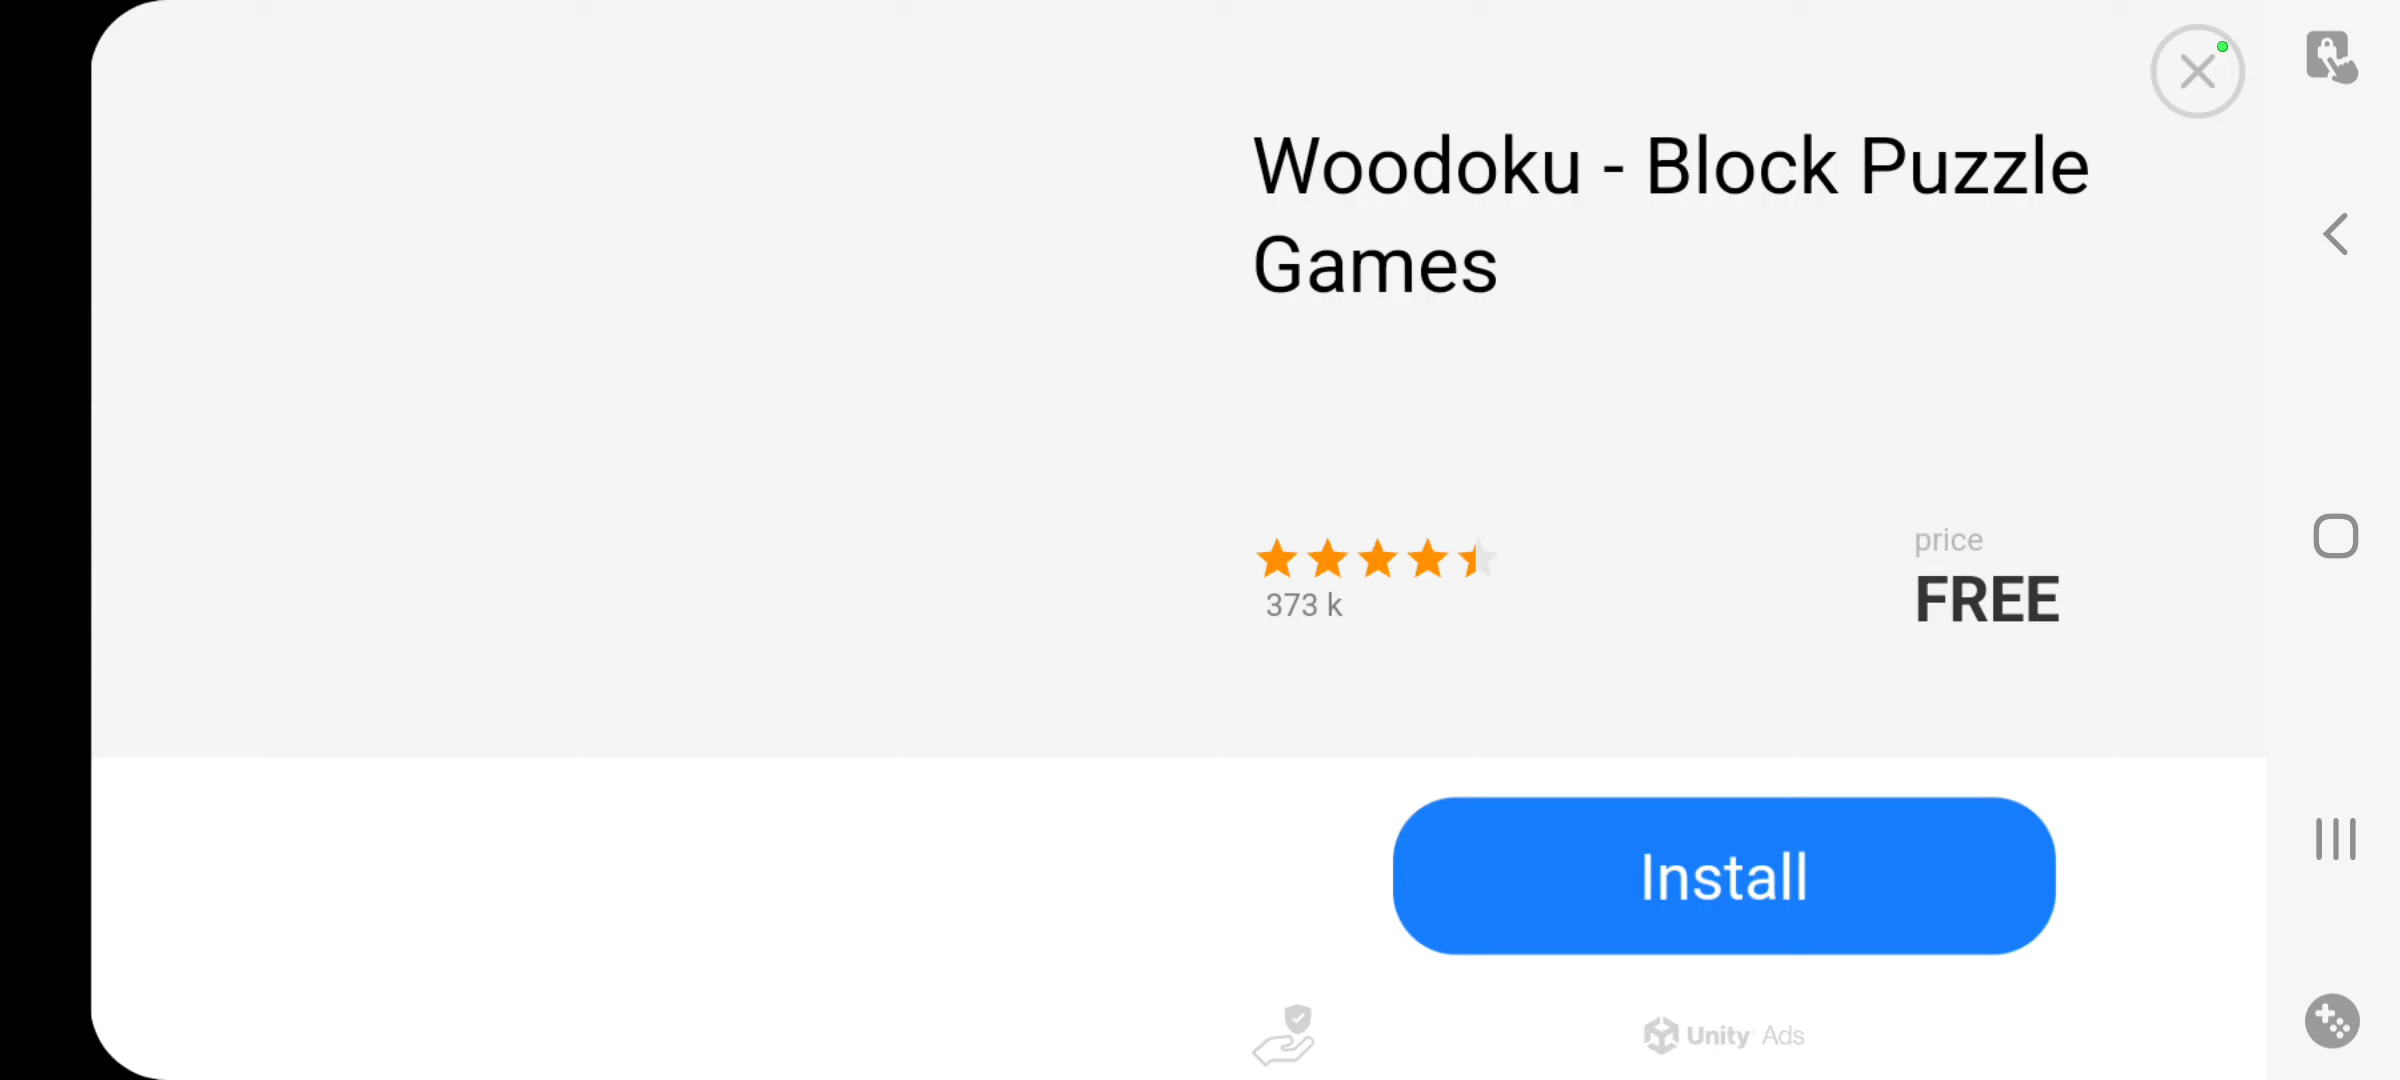 Woodoku - Block Puzzle
Games
373 k
price
FREE
Install
Unity Ads